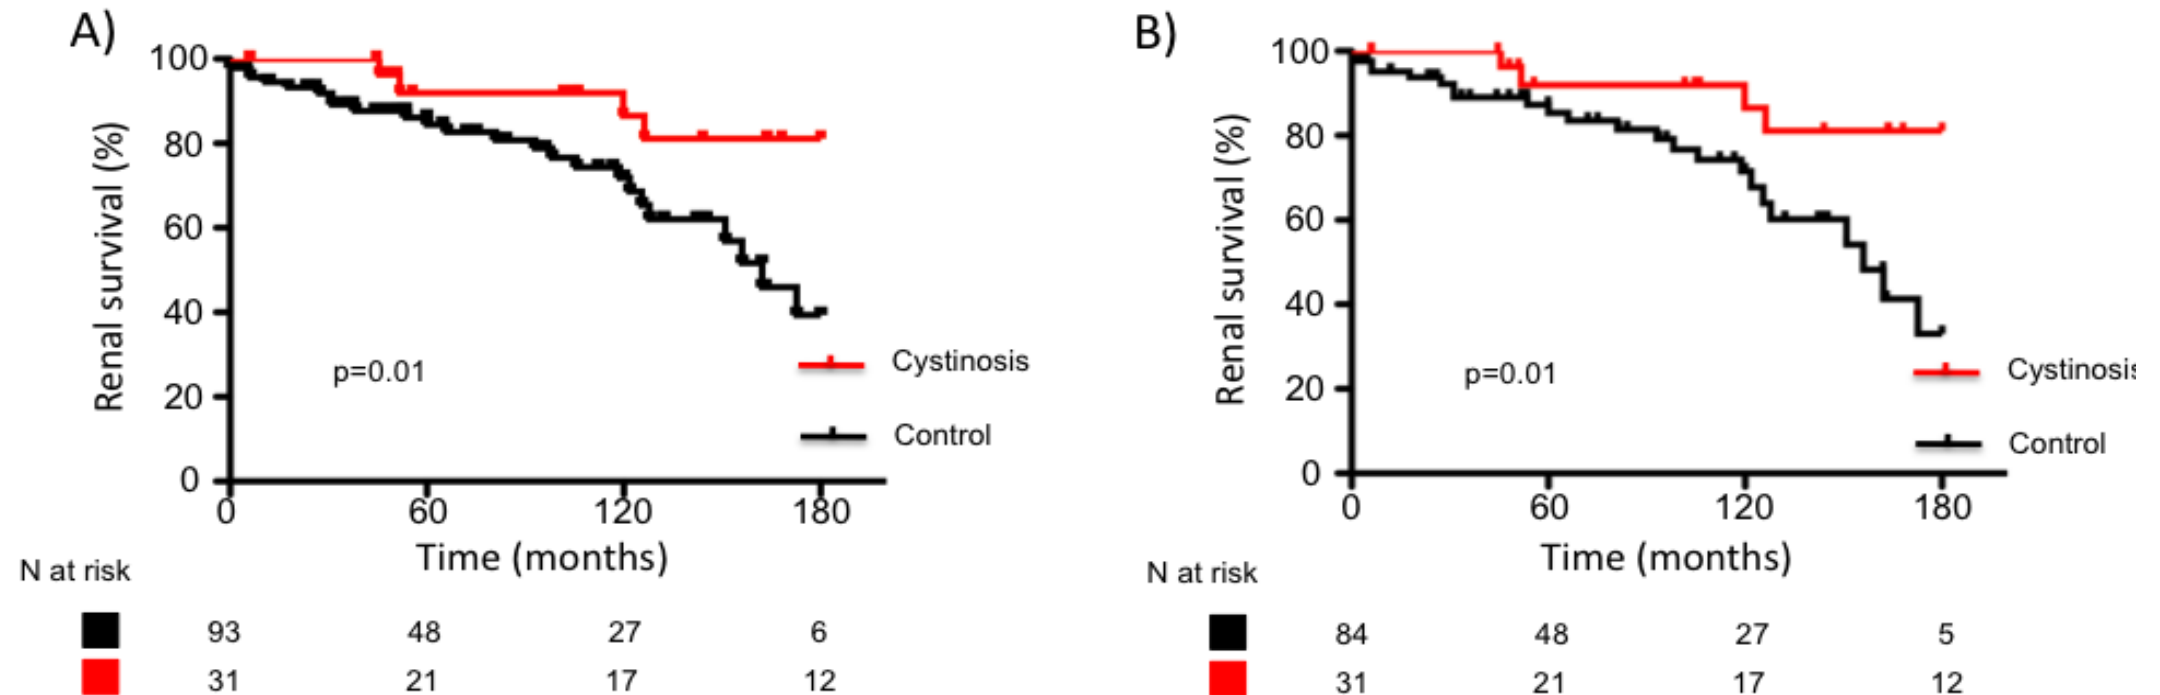 A)
Renal survival (%)
100
80
60
40
20
0
p=0.01
Cystinosis
Control
0 60 120 180
Time (months)
N at risk
93 48 27 6
31 21 17 12
B)
Renal survival (%)
100
80
60
40
20
0
p=0.01
Cystinosis
Control
0 60 120 180
Time (months)
N at risk
84 48 27 5
31 21 17 12